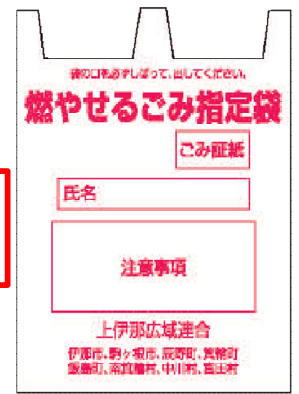 袋の口を必ずしばって、出してください。
燃やせるごみ指定袋
ごみ証紙
氏名
注意事項
上伊那広域連合
伊那市、駒ヶ根市、辰野町、箕輪町
飯島町、南箕輪村、中川村、宮田村